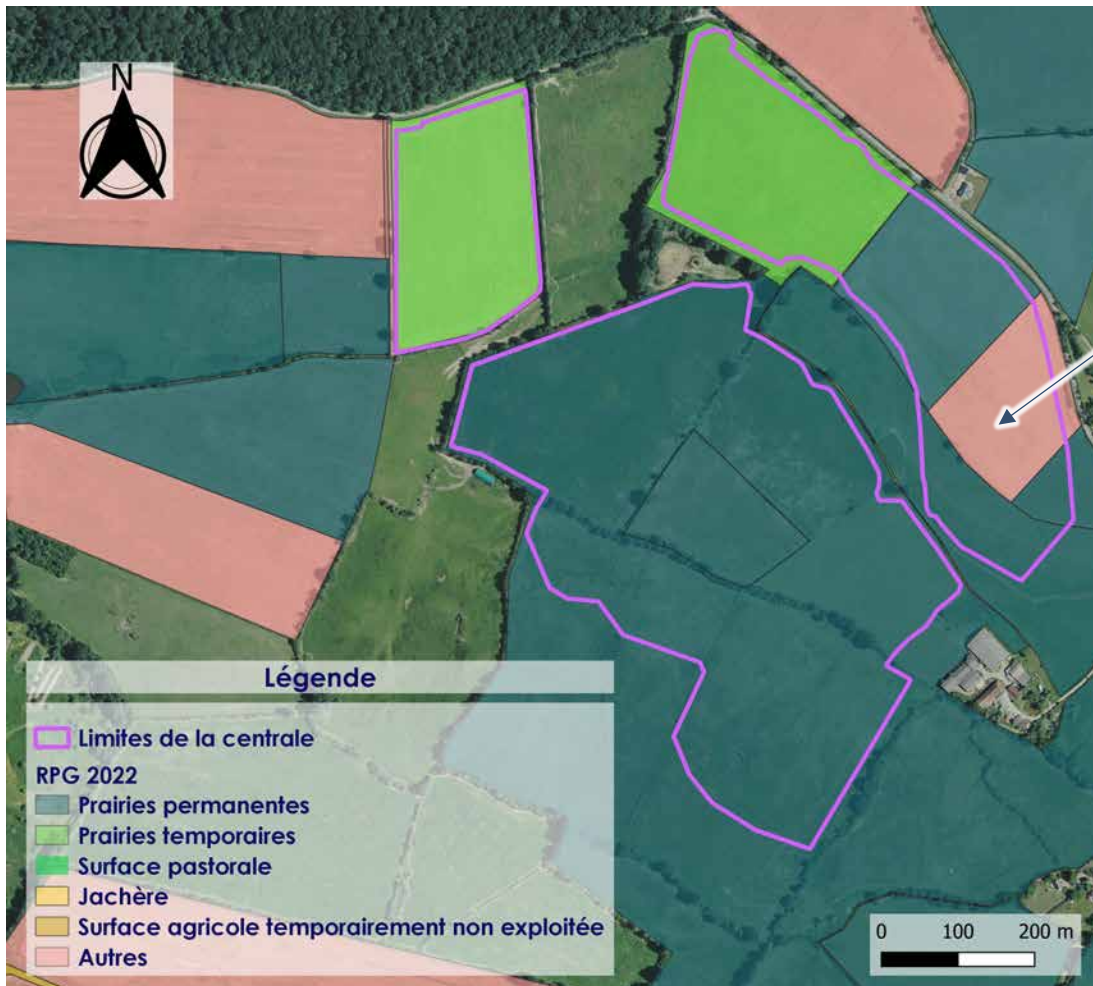 N
Légende
Limites de la centrale
RPG 2022
Prairies permanentes
Prairies temporaires
Surface pastorale
Jachère
Surface agricole temporairement non exploitée
Autres
0 100 200 m